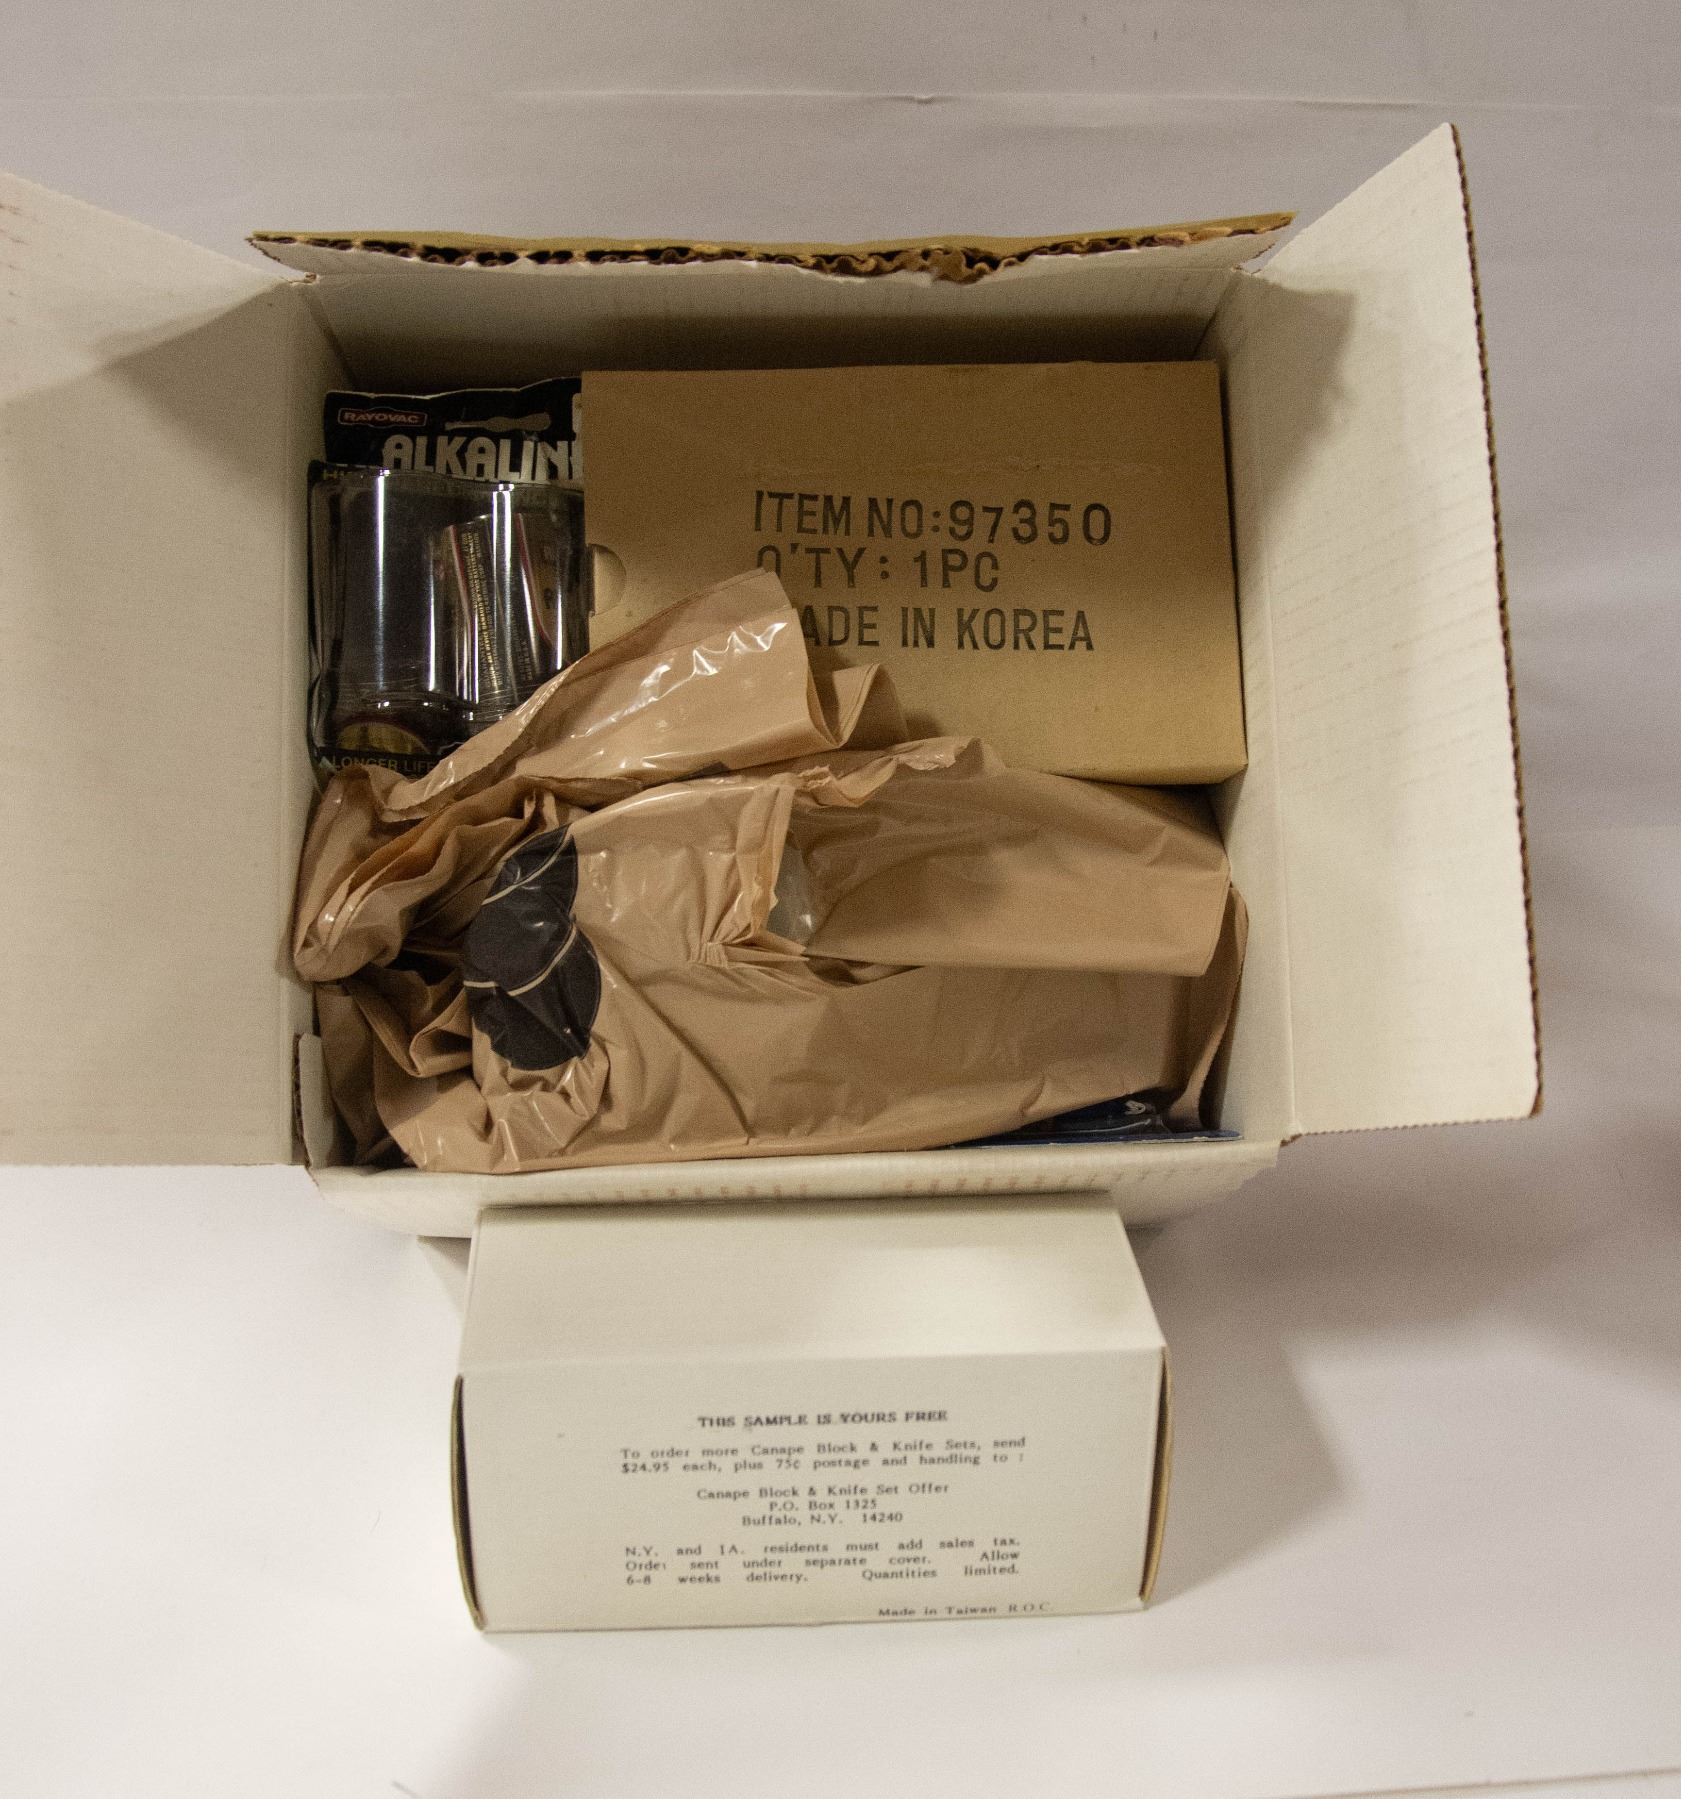 RAYOVAC
ALKALIN
LONGER LIFE
ITEM NO:97350
Q'TY: 1PC
MADE IN KOREA
THIS SAMPLE IS YOURS FREE
To order more Canape Block & Knife Sets, send
$24.95 each, plus 75¢ postage and handling to :
Canape Block & Knife Set Offer
P.O. Box 1325
Buffalo, N.Y. 14240
N.Y. and IA. residents must add sales tax.
Order sent under separate cover. Allow
6-8 weeks delivery. Quantities limited.
Made in Taiwan R.O.C.